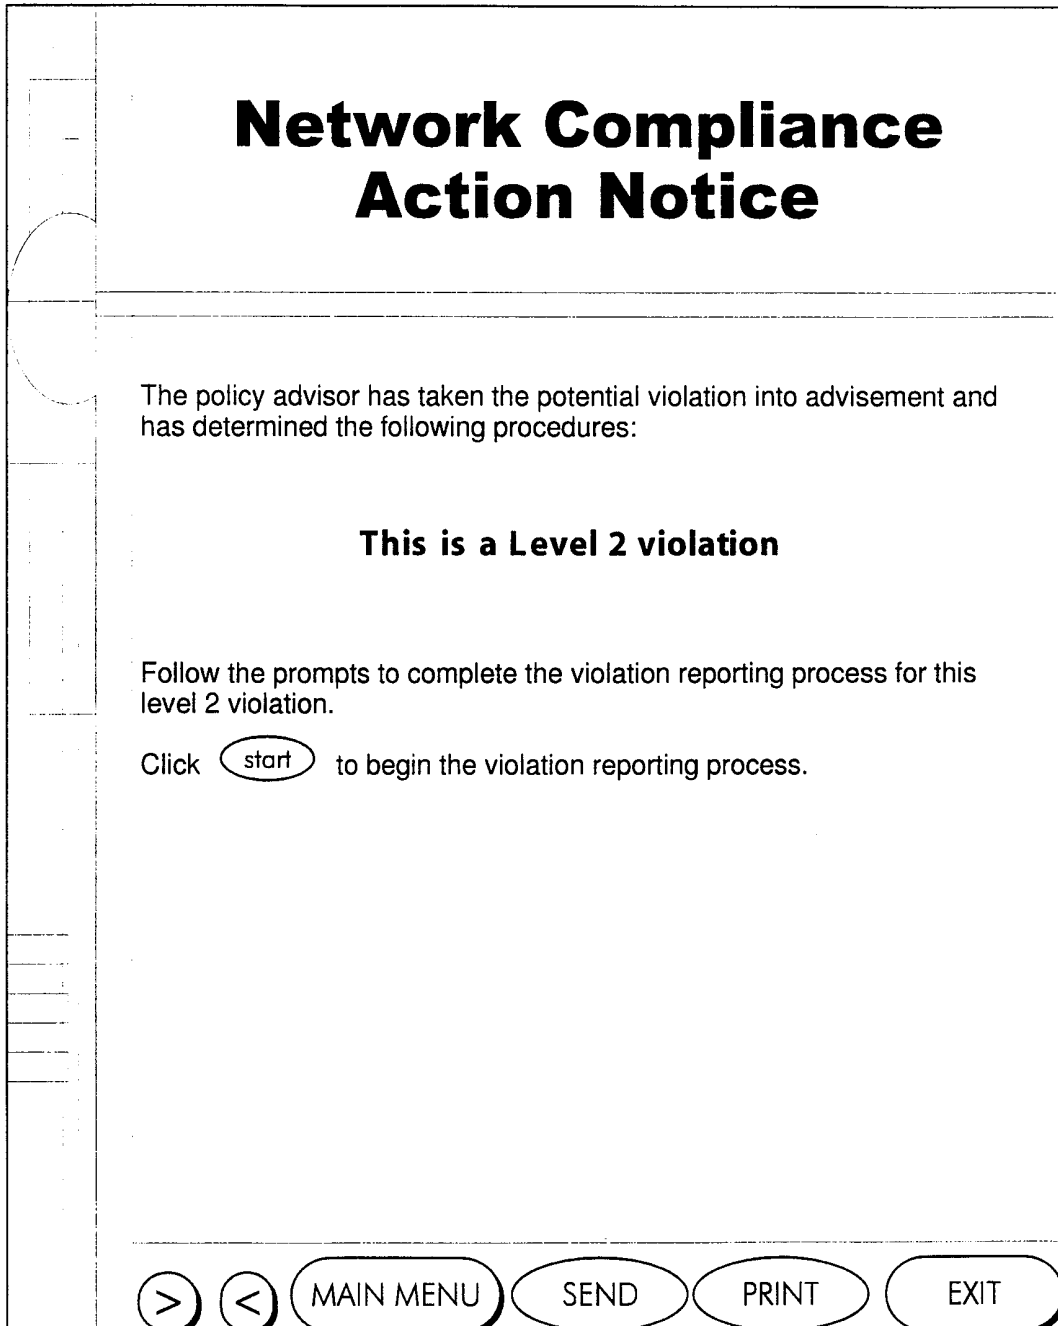 Network Compliance
Action Notice
The policy advisor has taken the potential violation into advisement and
has determined the following procedures:
This is a Level 2 violation
Follow the prompts to complete the violation reporting process for this
level 2 violation.
Click start to begin the violation reporting process.
> < MAIN MENU SEND PRINT EXIT